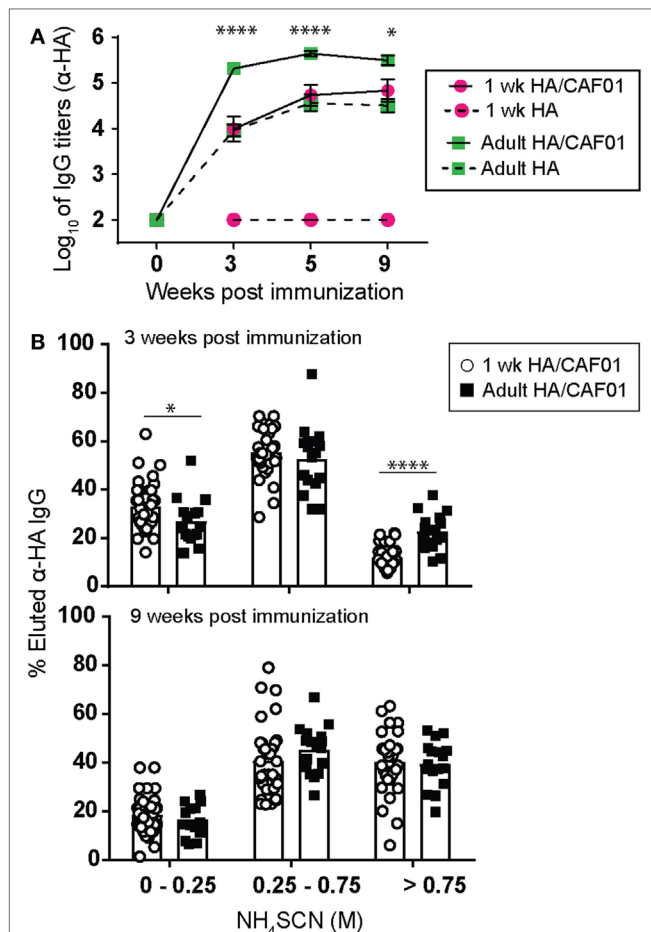 A
**** **** *
6
5
4
3
2
Log10 of IgG titers (α-HA)
0 3 5 9
Weeks post immunization
1 wk HA/CAF01
1 wk HA
Adult HA/CAF01
Adult HA
B
3 weeks post immunization
100
80
60
40
20
0
*
****
1 wk HA/CAF01
Adult HA/CAF01
% Eluted α-HA IgG
9 weeks post immunization
100
80
60
40
20
0
0 - 0.25 0.25 - 0.75 > 0.75
NH4SCN (M)